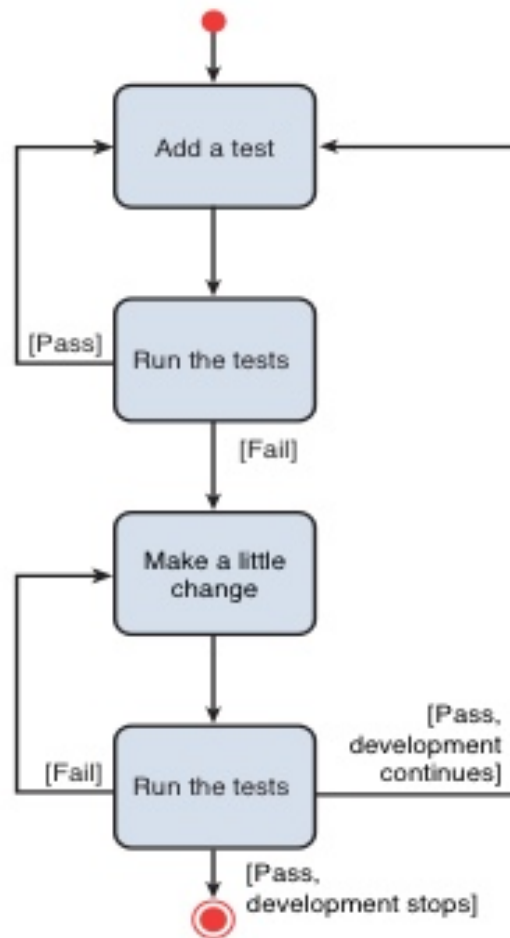 Add a test
[Pass]
Run the tests
[Fail]
Make a little
change
[Pass,
development
continues]
[Fail]
Run the tests
[Pass,
development stops]